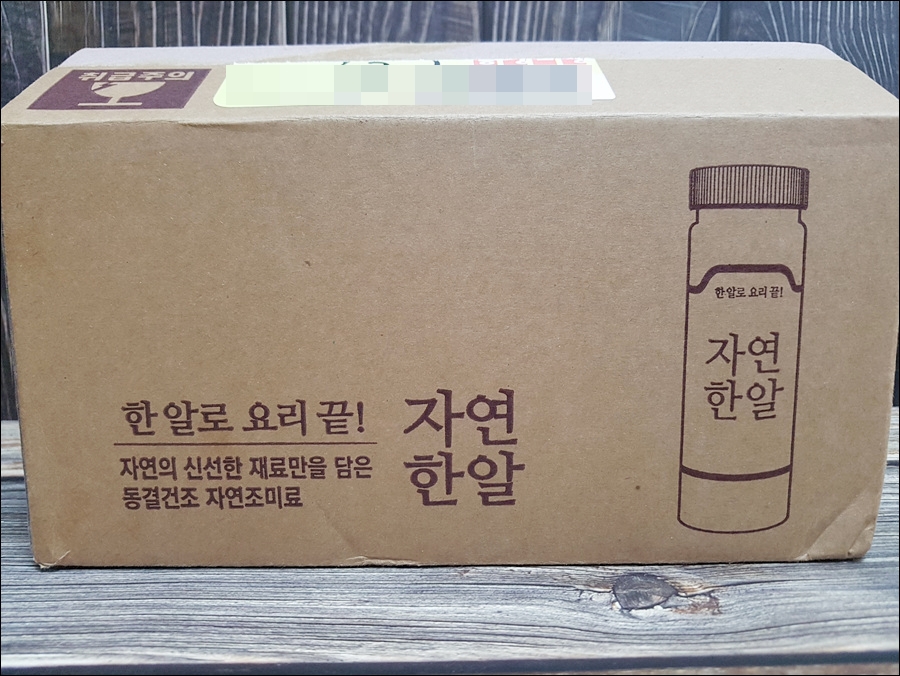 취급주의
한 알로 요리 끝!
자연의 신선한 재료만을 담은
동결건조 자연조미료
자연
한알
한 알로 요리 끝!
자연
한알